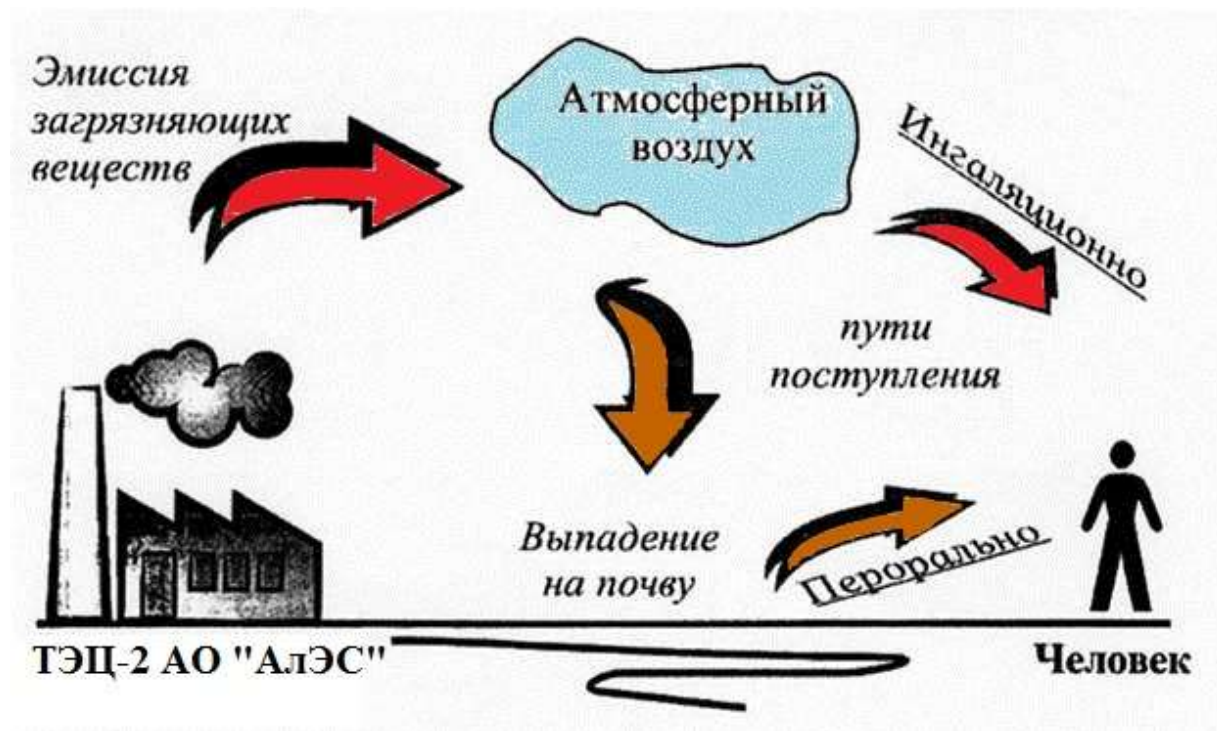 Эмиссия
загрязняющих
веществ
Атмосферный
воздух
Ингаляционно
пути
поступления
Выпадение
на почву
Перорально
ТЭЦ-2 АО "АлЭС"
Человек